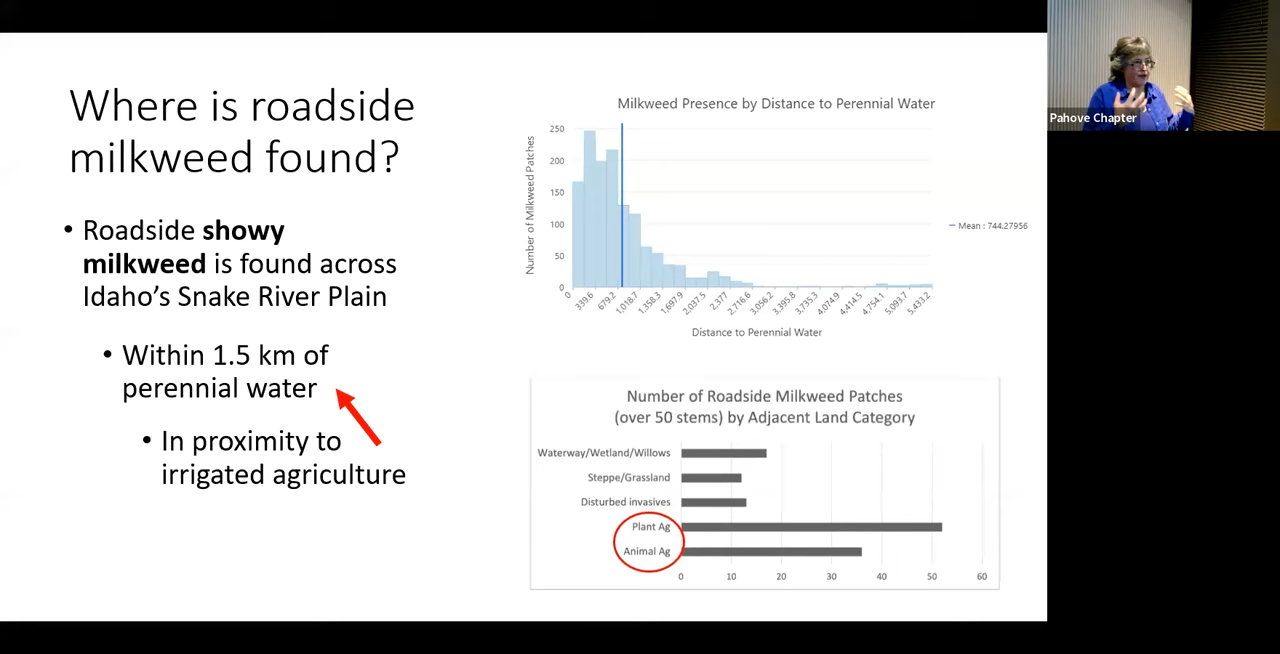 Where is roadside
milkweed found?
• Roadside showy
milkweed is found across
Idaho's Snake River Plain
• Within 1.5 km of
perennial water
• In proximity to
irrigated agriculture
Milkweed Presence by Distance to Perennial Water
Number of Milkweed Patches
250
200
150
100
50
0
0
339.6
679.2
1,018.7
1,358.3
1,697.9
2,037.5
2,377
2,716.6
3,056.2
3,395.8
3,735.3
4,074.9
4,414.5
4,754.1
5,093.7
5,433.2
Distance to Perennial Water
Mean : 744.27956
Number of Roadside Milkweed Patches
(over 50 stems) by Adjacent Land Category
Waterway/Wetland/Willows
Steppe/Grassland
Disturbed invasives
Plant Ag
Animal Ag
0 10 20 30 40 50 60
Pahove Chapter